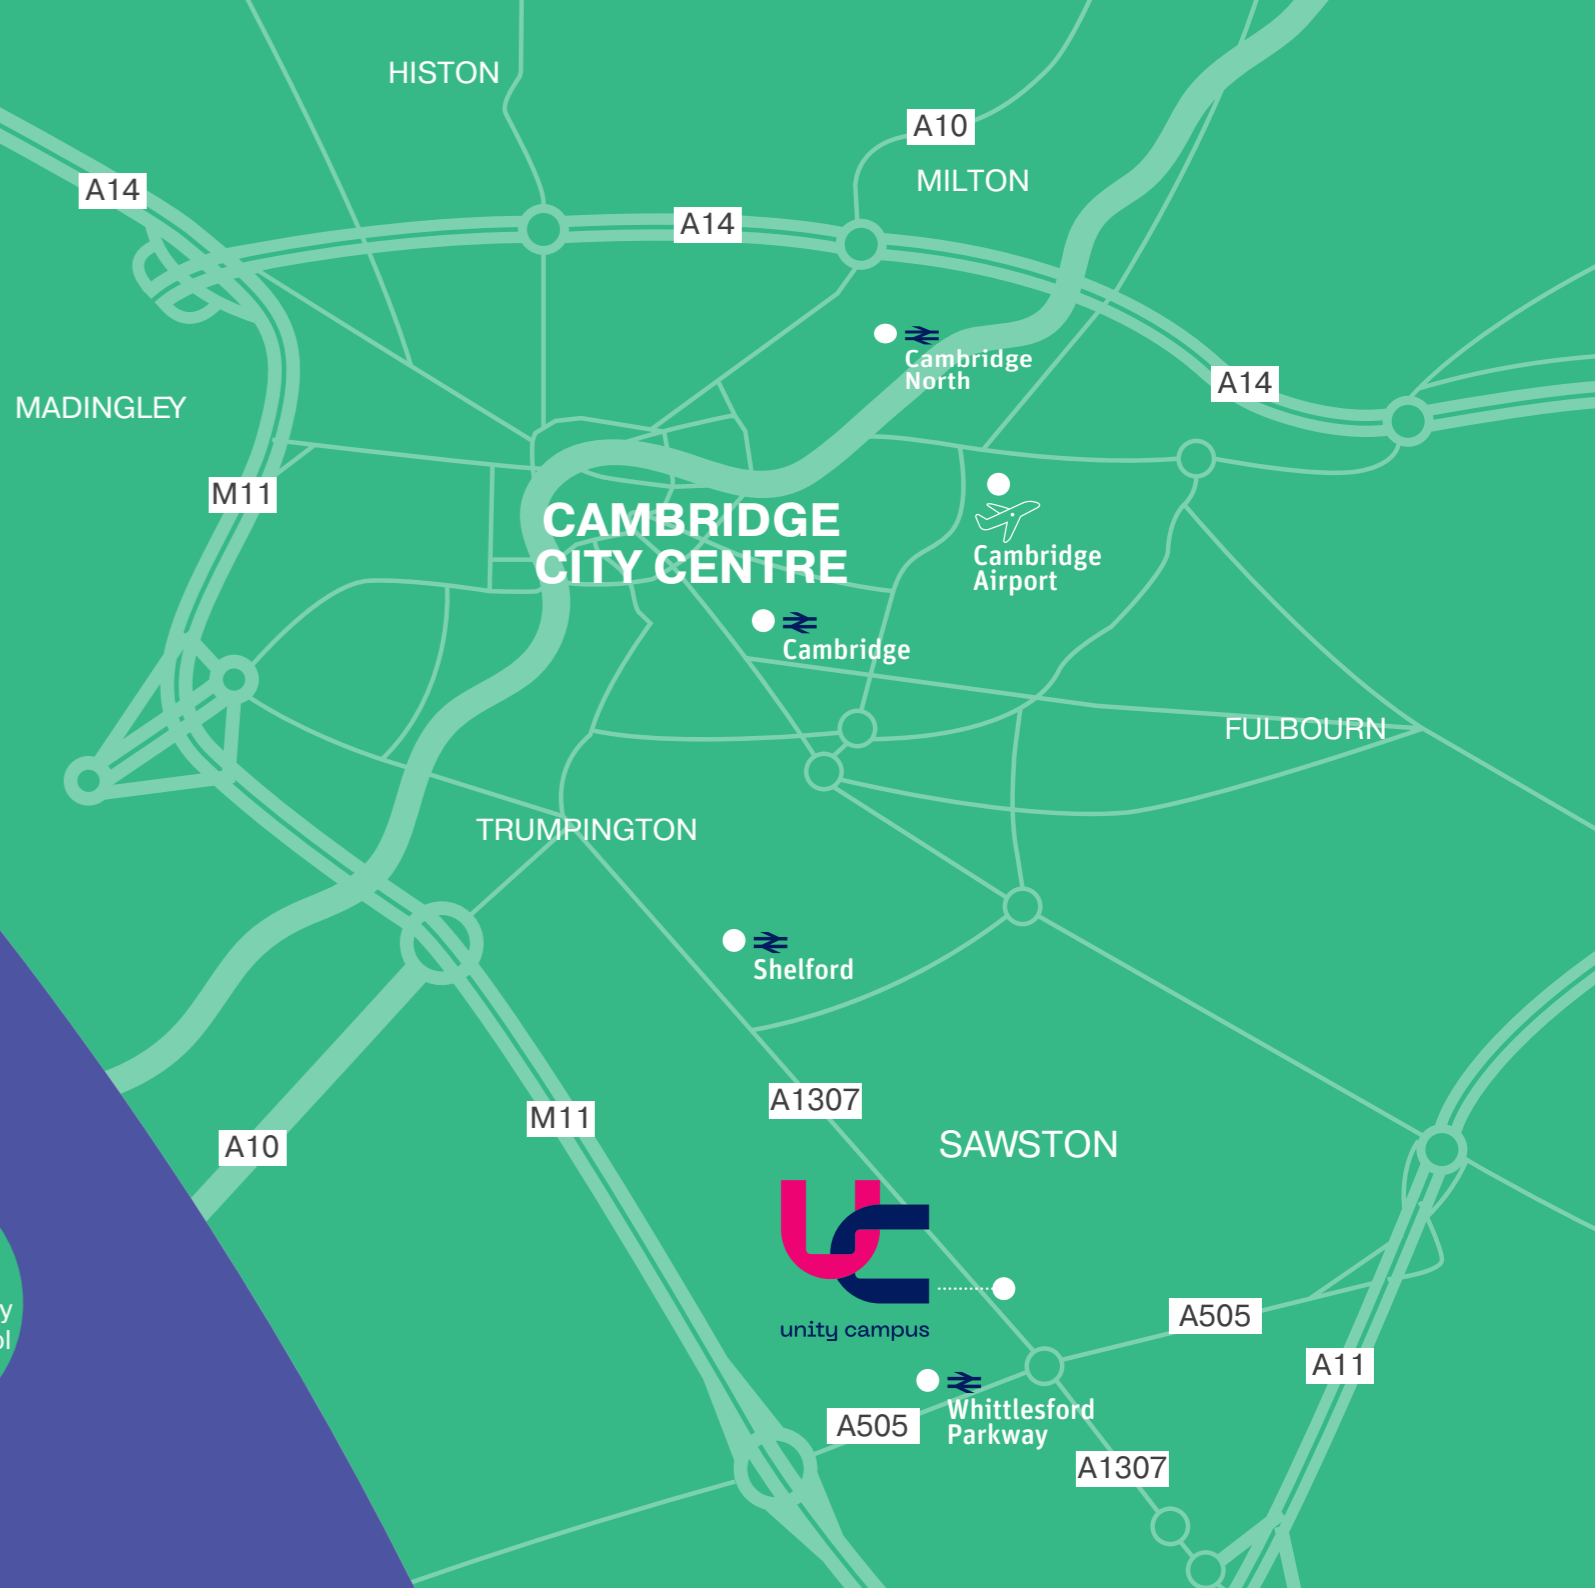 HISTON
A10
MILTON
A14
A14
Cambridge
North
A14
MADINGLEY
M11
CAMBRIDGE
CITY CENTRE
Cambridge
Airport
Cambridge
FULBOURN
TRUMPINGTON
Shelford
A1307
M11
A10
SAWSTON
unity campus
A505
A11
Whittlesford
Parkway
A505
A1307